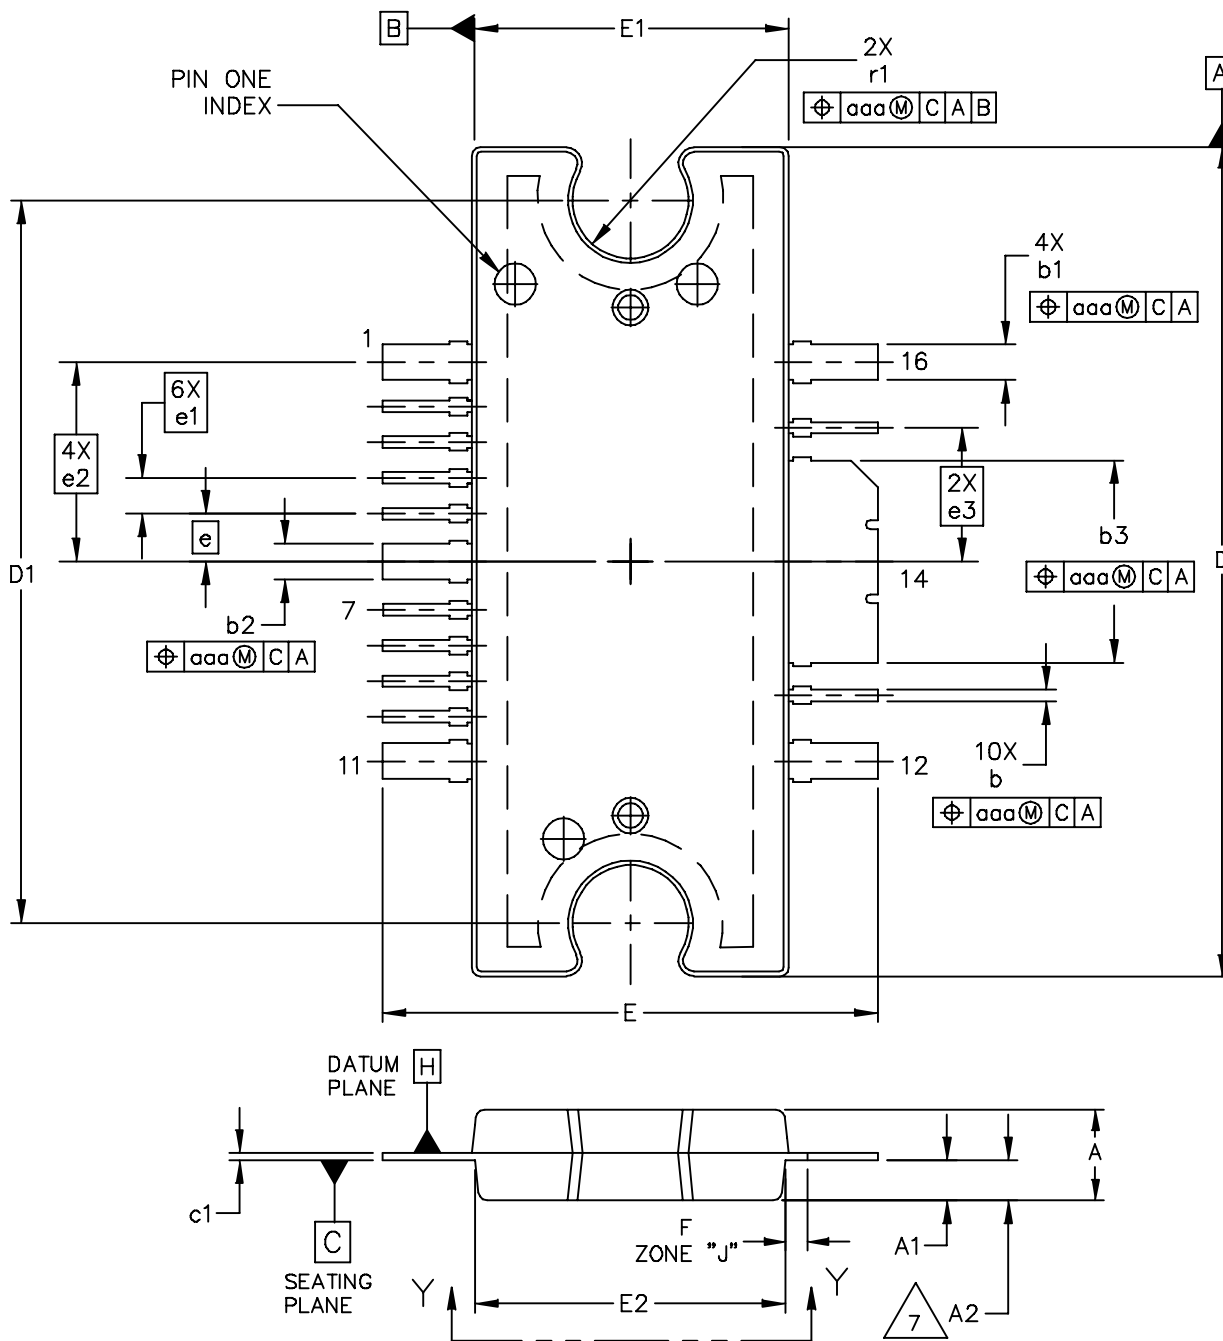 B
E1
2X
r1
⌖ aaa Ⓜ C A B
A
PIN ONE
INDEX
4X
b1
⌖ aaa Ⓜ C A
1
16
6X
e1
4X
e2
2X
e3
e
b3
⌖ aaa Ⓜ C A
D1
14
D
7
b2
⌖ aaa Ⓜ C A
11
12
10X
b
⌖ aaa Ⓜ C A
E
DATUM
PLANE
H
A
c1
C
SEATING
PLANE
F
ZONE "J"
A1
Y
Y
E2
7
A2